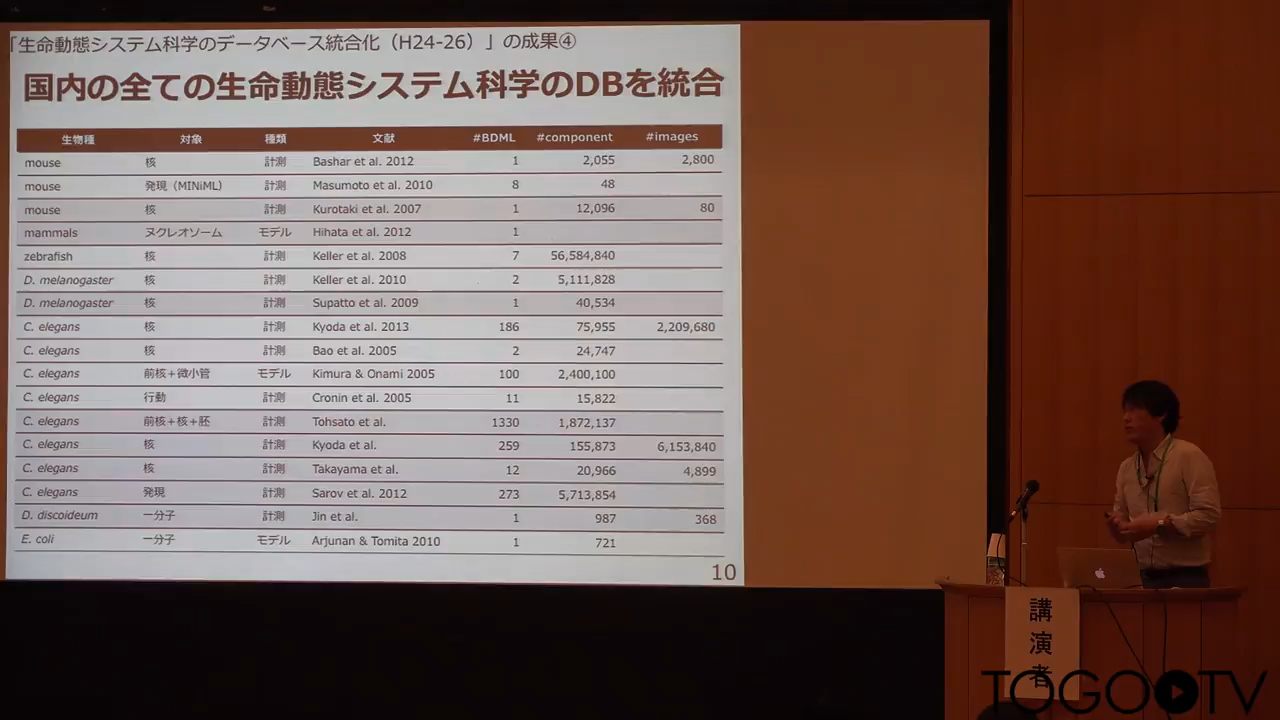 「生命動態システム科学のデータベース統合化（H24-26）」の成果④
国内の全ての生命動態システム科学のDBを統合
生物種 対象 種類 文献 #BDML #component #images
mouse 核 計測 Bashar et al. 2012 1 2,055 2,800
mouse 発現（MINiML） 計測 Masumoto et al. 2010 8 48
mouse 核 計測 Kurotaki et al. 2007 1 12,096 80
mammals ヌクレオソーム モデル Hihata et al. 2012 1
zebrafish 核 計測 Keller et al. 2008 7 56,584,840
D. melanogaster 核 計測 Keller et al. 2010 2 5,111,828
D. melanogaster 核 計測 Supatto et al. 2009 1 40,534
C. elegans 核 計測 Kyoda et al. 2013 186 75,955 2,209,680
C. elegans 核 計測 Bao et al. 2005 2 24,747
C. elegans 前核＋微小管 モデル Kimura & Onami 2005 100 2,400,100
C. elegans 行動 計測 Cronin et al. 2005 11 15,822
C. elegans 前核＋核＋胚 計測 Tohsato et al. 1330 1,872,137
C. elegans 核 計測 Kyoda et al. 259 155,873 6,153,840
C. elegans 核 計測 Takayama et al. 12 20,966 4,899
C. elegans 発現 計測 Sarov et al. 2012 273 5,713,854
D. discoideum 一分子 計測 Jin et al. 1 987 368
E. coli 一分子 モデル Arjunan & Tomita 2010 1 721
10
講演者
TOGOTV